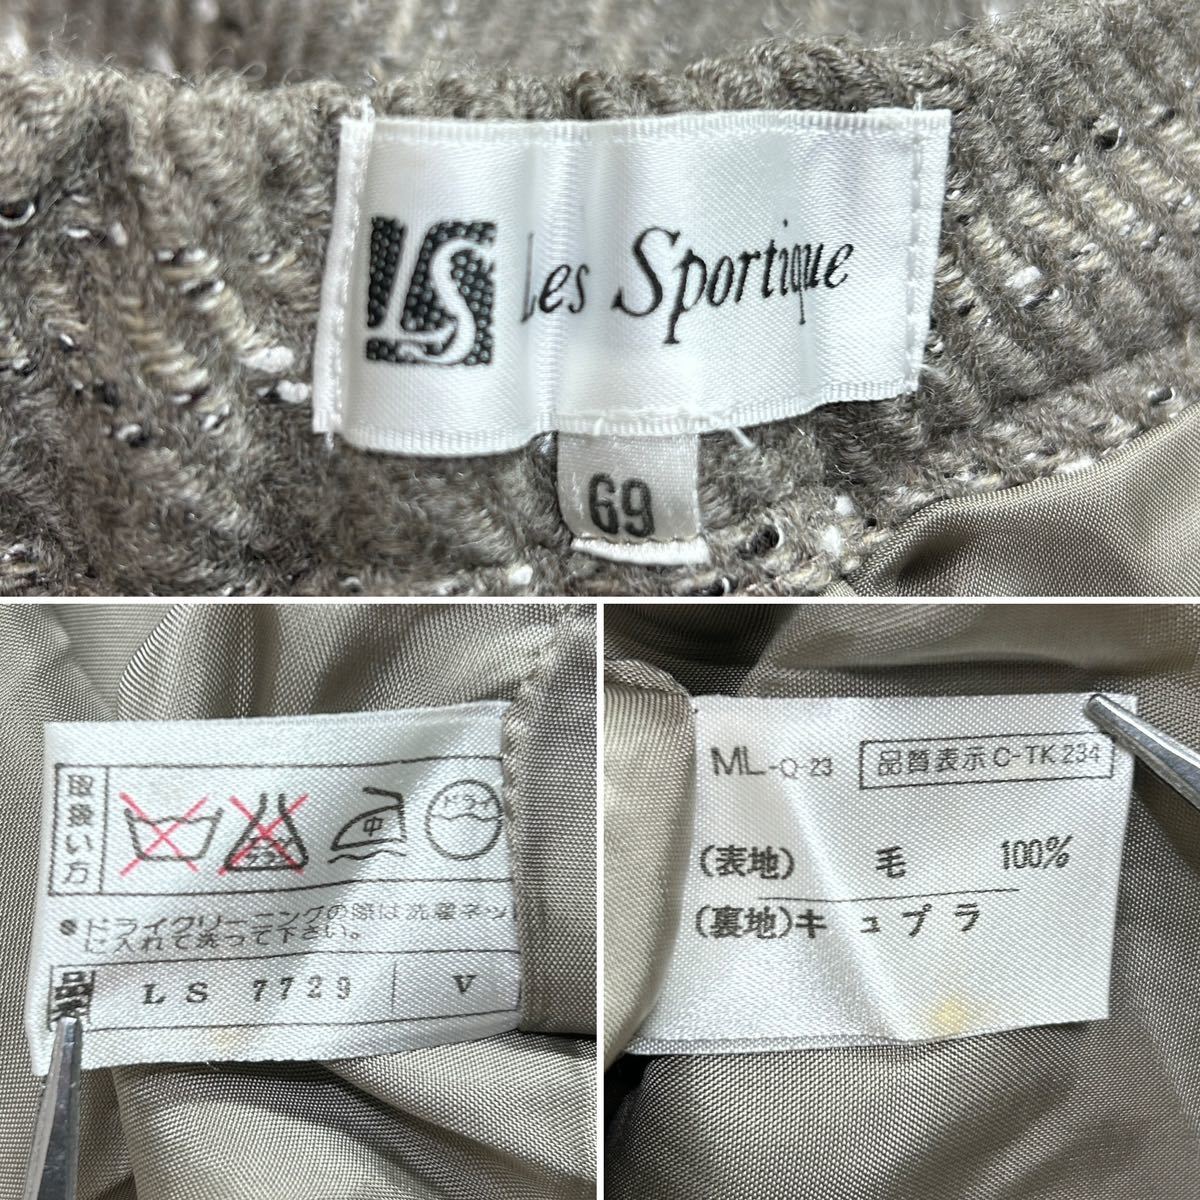 LS Les Sportique
69
取扱い方
中
ドライ
●ドライクリーニングの際は洗濯ネッ
に入れて洗って下さい。
LS 7729 V
ML-Q-23 品質表示C-TK234
(表地) 毛 100%
(裏地)キュプラ